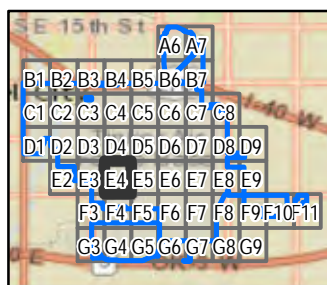 SE 15th St
A6 A7
B1 B2 B3 B4 B5 B6 B7
I-40 W
C1 C2 C3 C4 C5 C6 C7 C8
D1 D2 D3 D4 D5 D6 D7 D8 D9
E2 E3 E4 E5 E6 E7 E8 E9
F3 F4 F5 F6 F7 F8 F9 F10 F11
G3 G4 G5 G6 G7 G8 G9